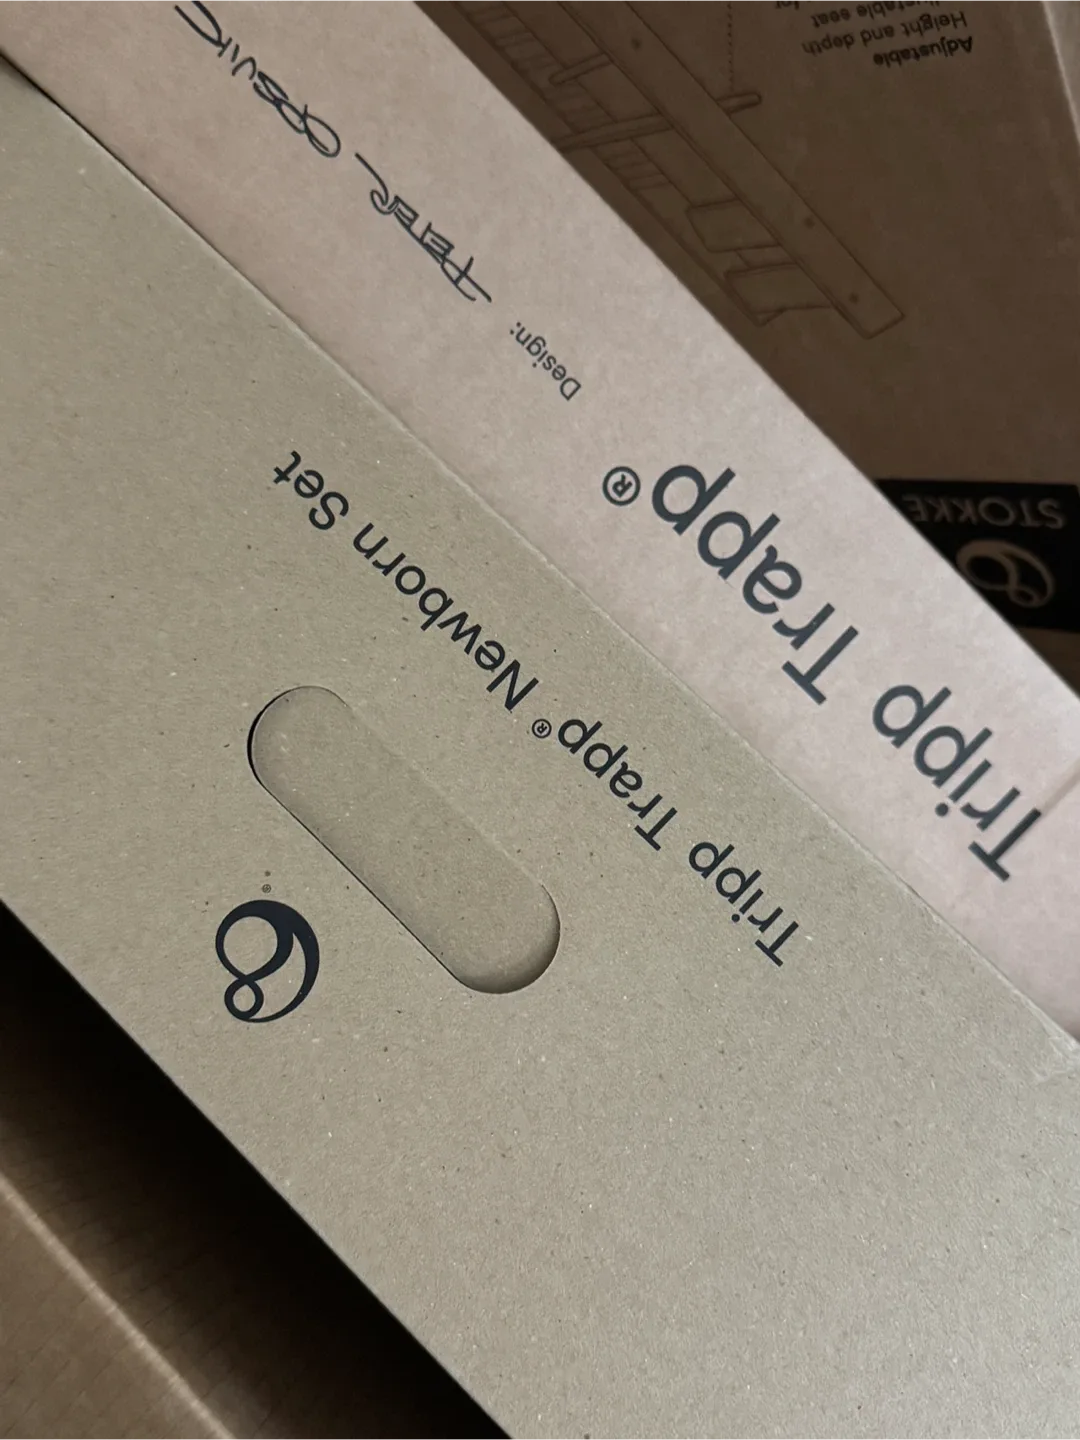 Adjustable
Height and depth
STOKKE
Tripp Trapp®
Design:
PETER OPSVIK
Tripp Trapp® Newborn Set